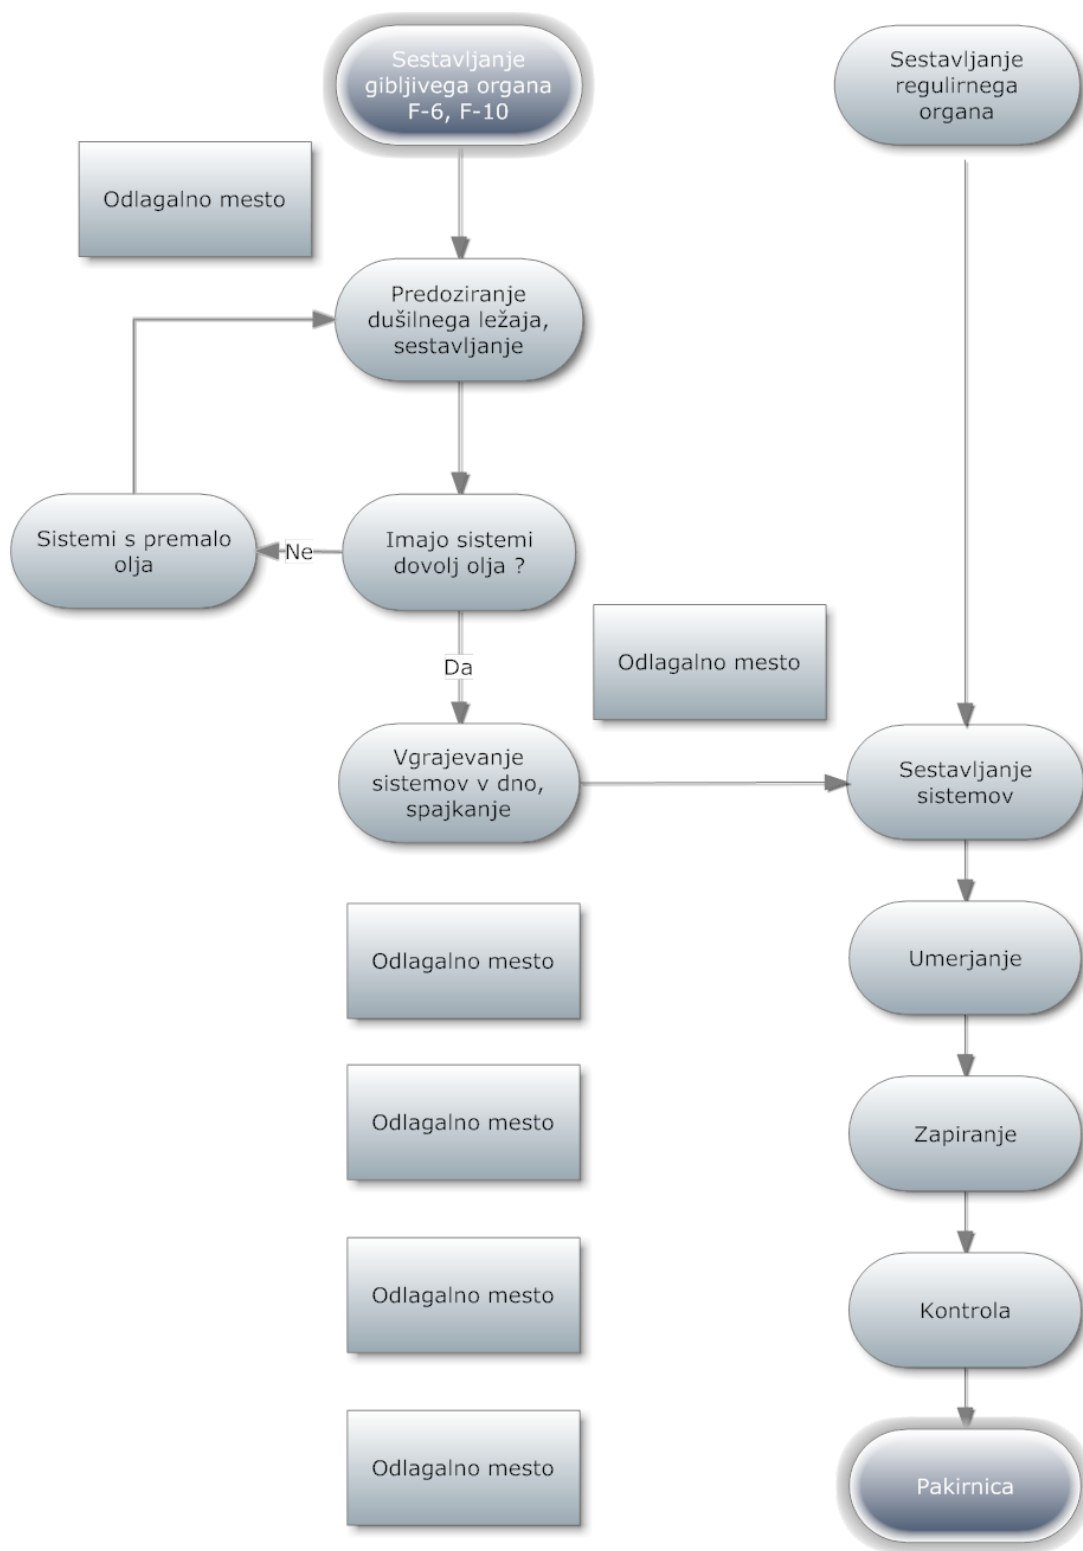 Sestavljanje
gibljivega organa
F-6, F-10
Sestavljanje
regulirnega
organa
Odlagalno mesto
Predoziranje
dušilnega ležaja,
sestavljanje
Sistemi s premalo
olja
Ne
Imajo sistemi
dovolj olja ?
Da
Odlagalno mesto
Vgrajevanje
sistemov v dno,
spajkanje
Sestavljanje
sistemov
Odlagalno mesto
Umerjanje
Odlagalno mesto
Zapiranje
Odlagalno mesto
Kontrola
Odlagalno mesto
Pakirnica